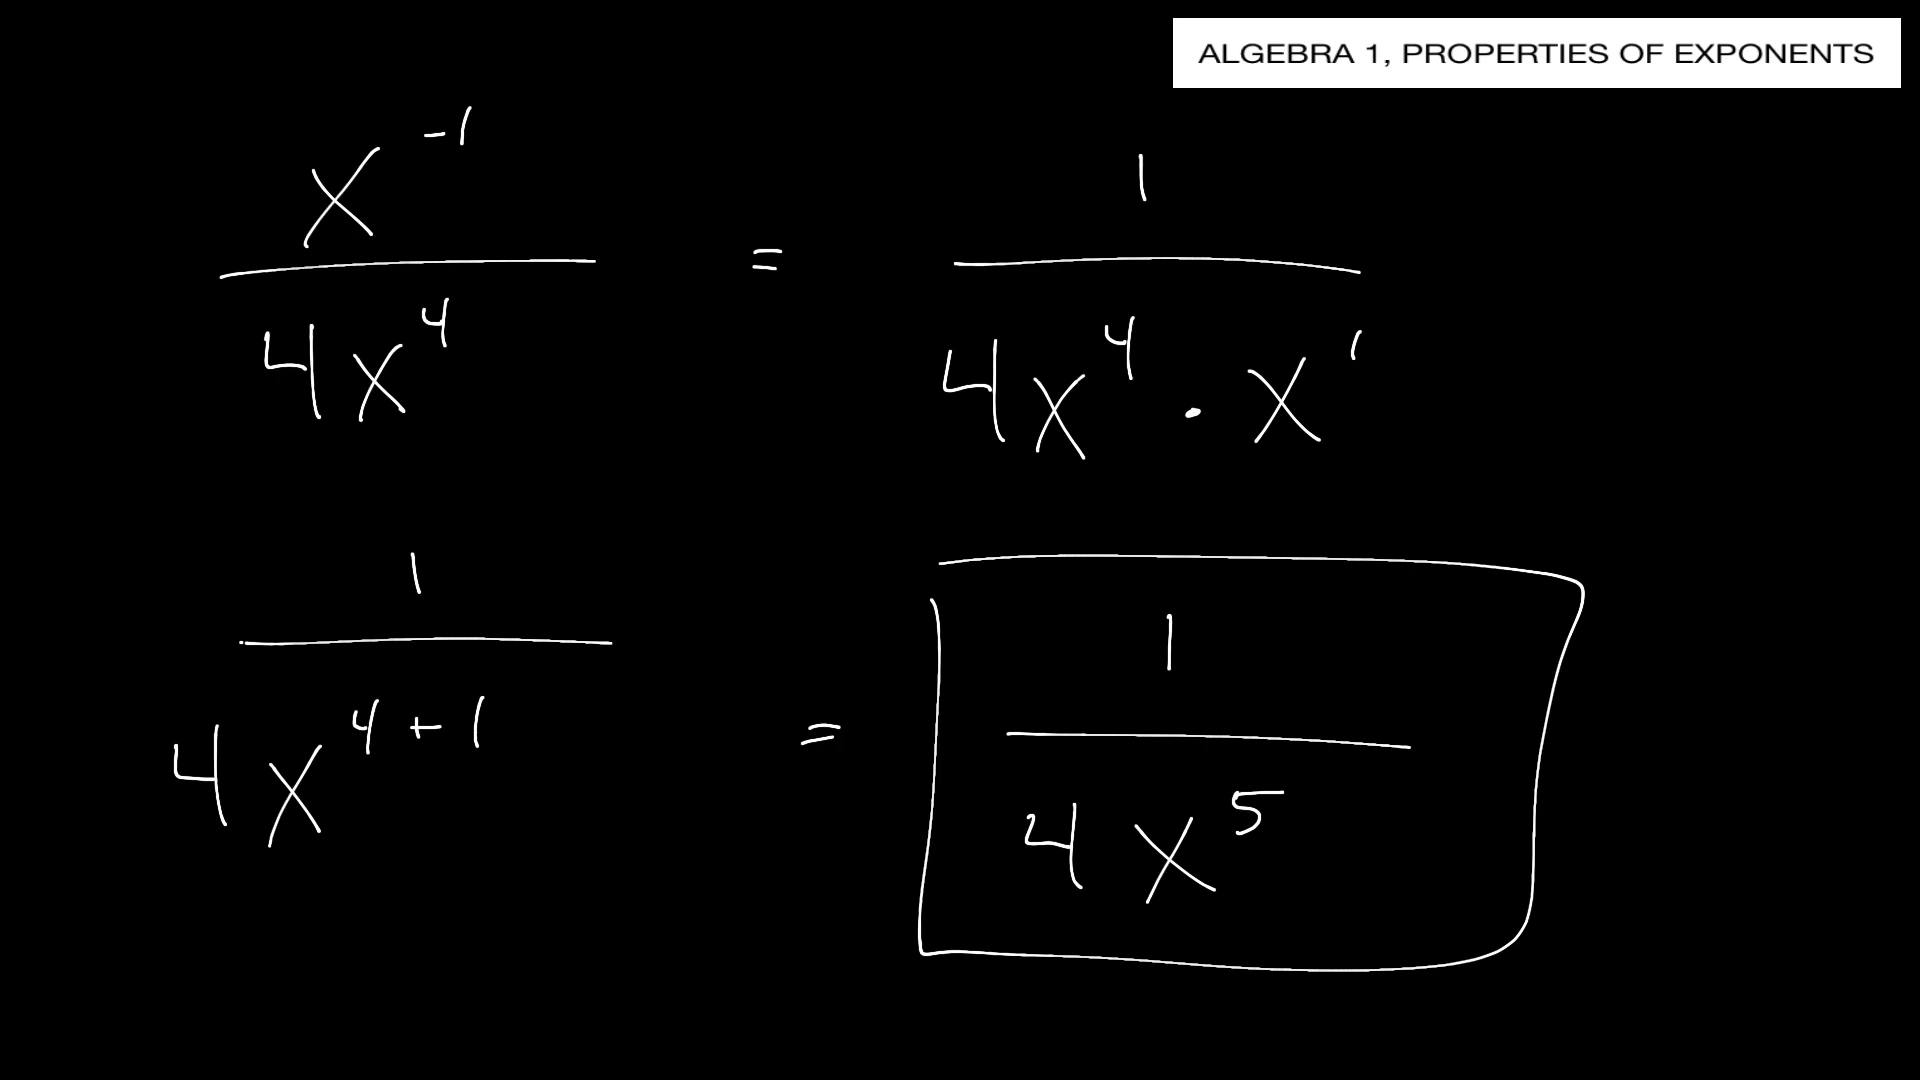 ALGEBRA 1, PROPERTIES OF EXPONENTS
x^-1 / 4x^4 = 1 / 4x^4 · x^1
1 / 4x^4+1 = 1 / 4x^5